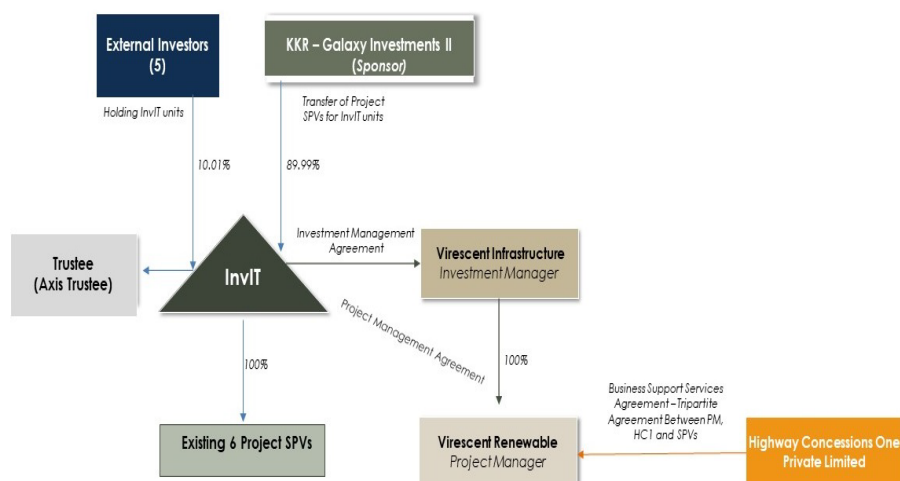 External Investors
(5)
KKR – Galaxy Investments II
(Sponsor)
Holding InvIT units
Transfer of Project
SPVs for InvIT units
10.01%
89.99%
Trustee
(Axis Trustee)
InvIT
Investment Management
Agreement
Virescent Infrastructure
Investment Manager
Project Management Agreement
100%
100%
Existing 6 Project SPVs
Virescent Renewable
Project Manager
Business Support Services
Agreement – Tripartite
Agreement Between PM,
HC1 and SPVs
Highway Concessions One
Private Limited